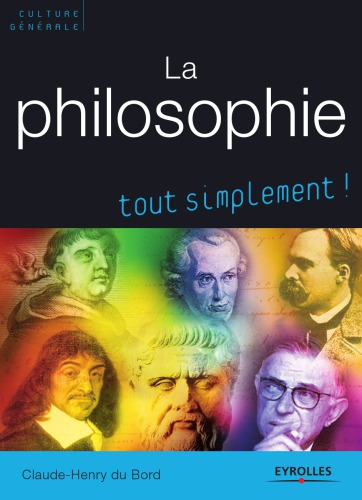 CULTURE
GÉNÉRALE
La
philosophie
tout simplement !
Claude-Henry du Bord
EYROLLES